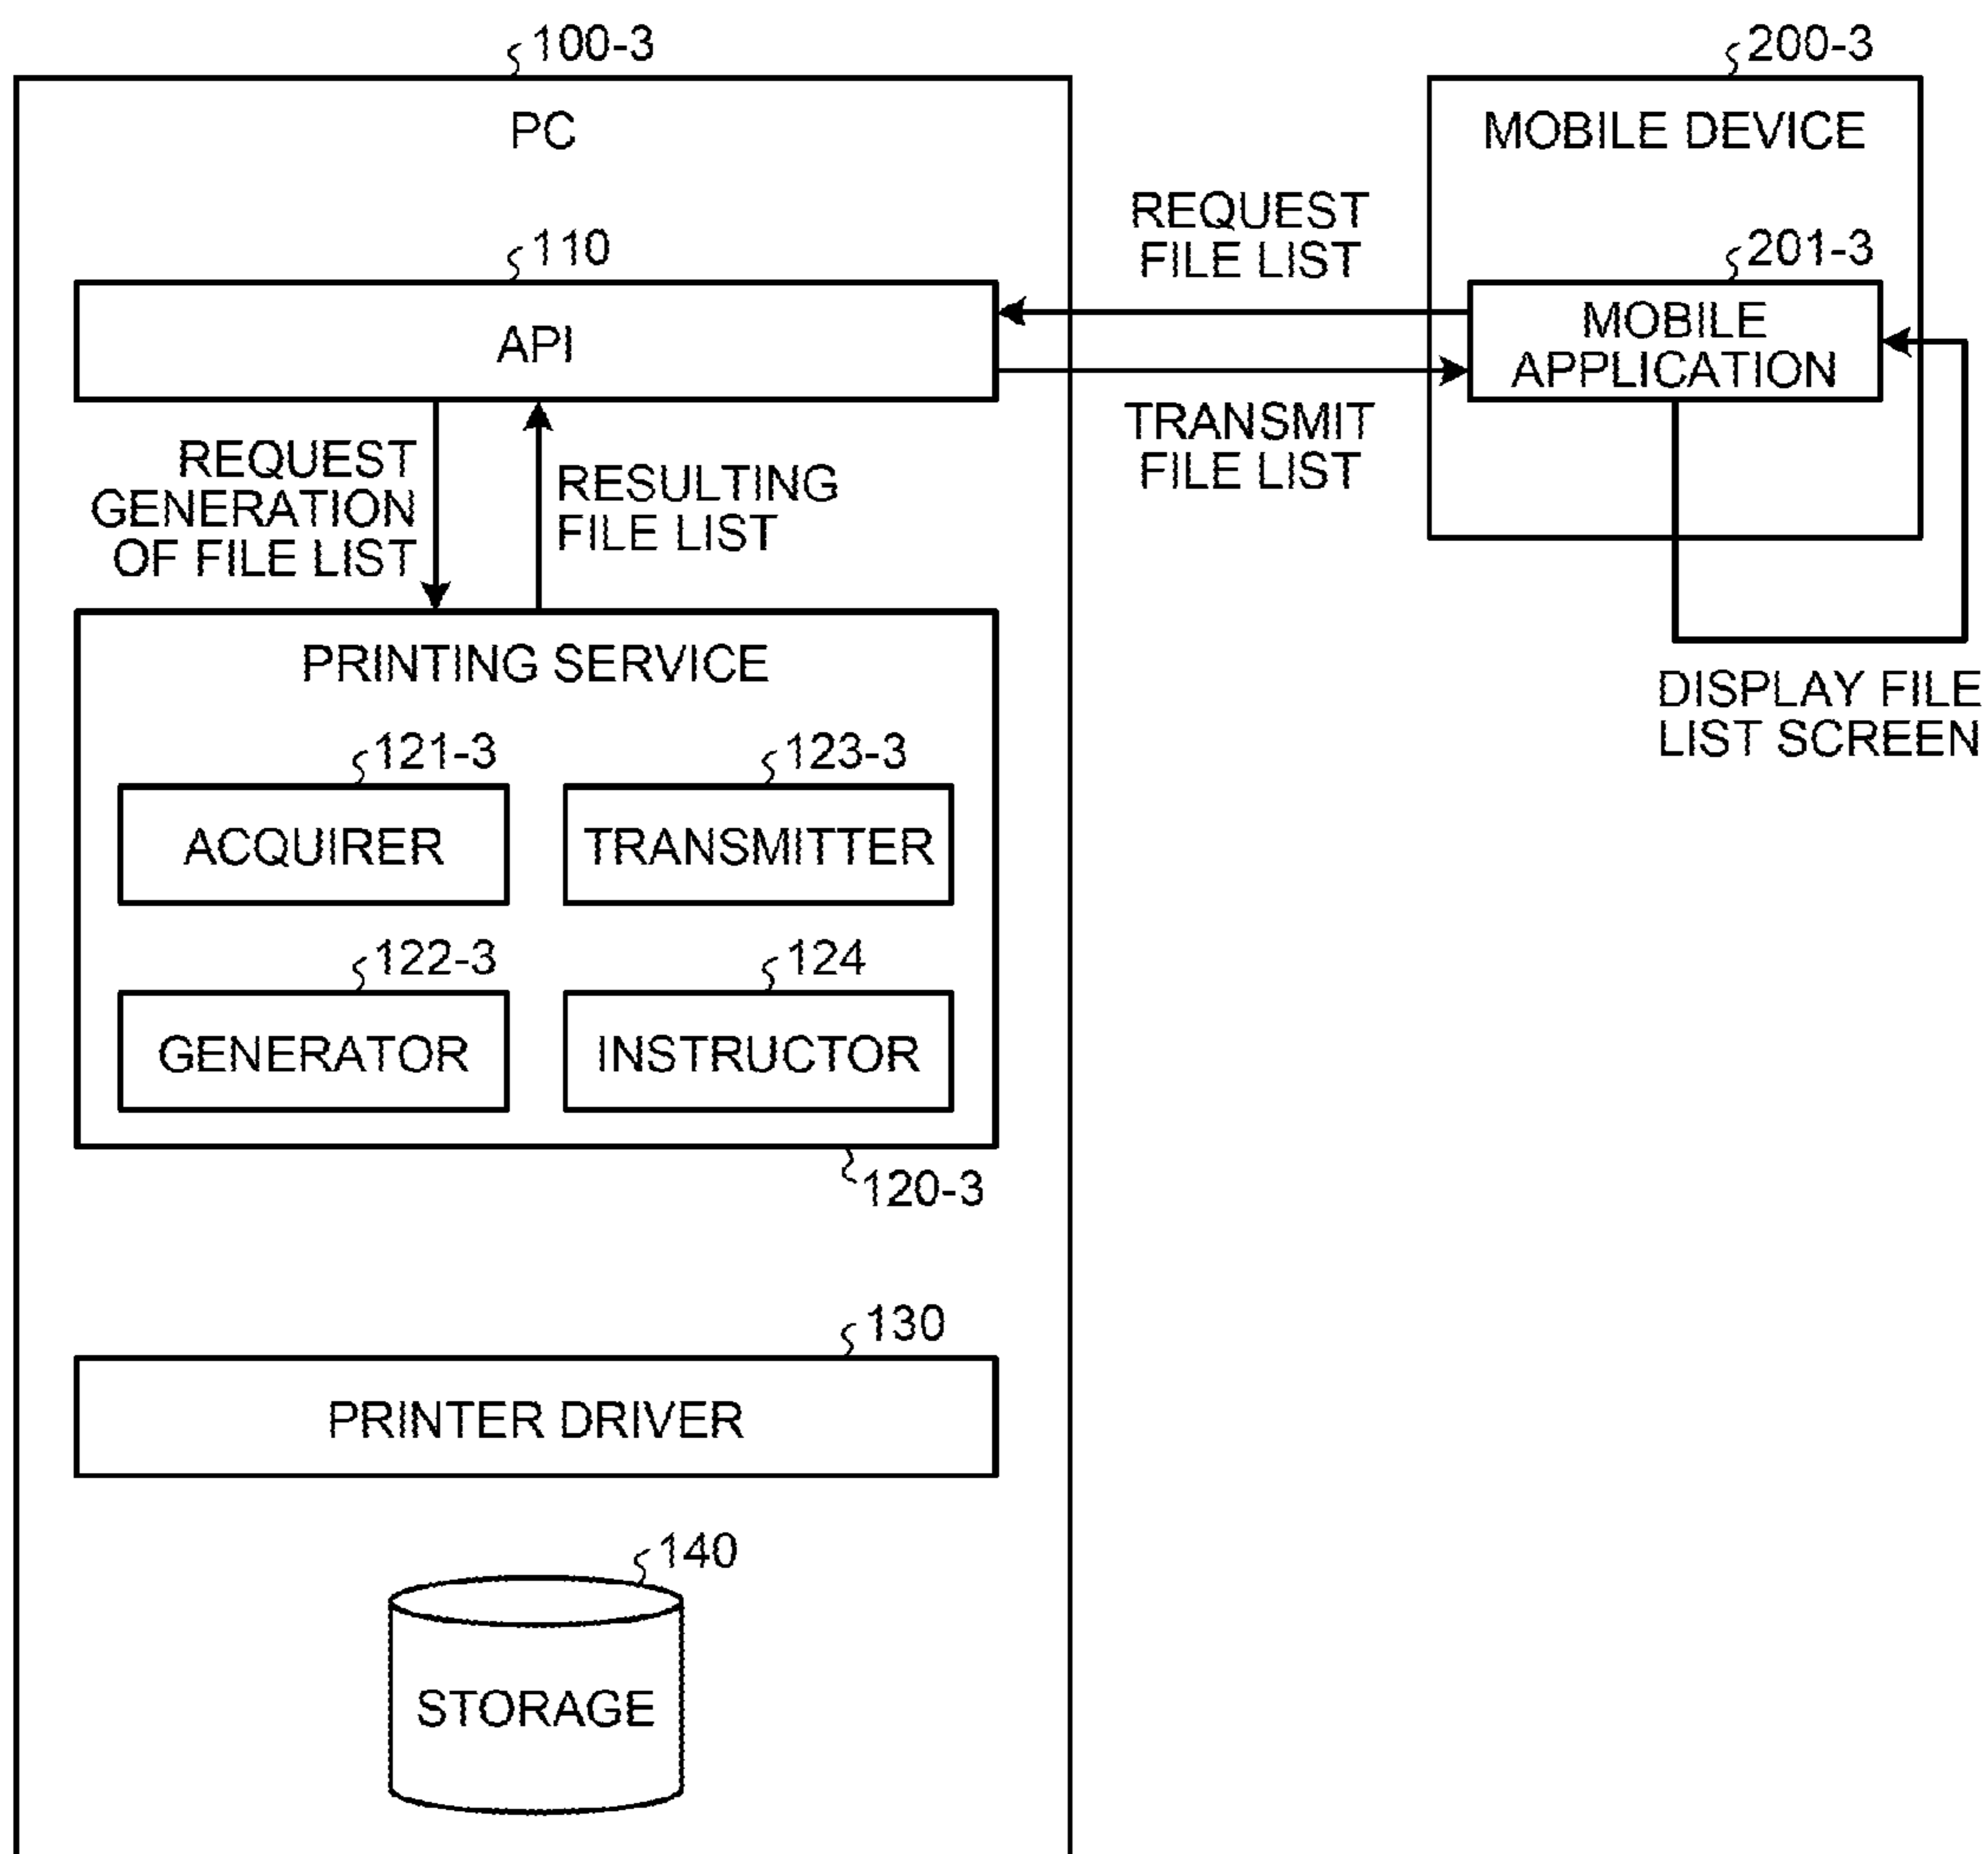 100-3
PC
200-3
MOBILE DEVICE
REQUEST
FILE LIST
110
API
201-3
MOBILE
APPLICATION
TRANSMIT
FILE LIST
REQUEST
GENERATION
OF FILE LIST
RESULTING
FILE LIST
DISPLAY FILE
LIST SCREEN
PRINTING SERVICE
121-3
ACQUIRER
123-3
TRANSMITTER
122-3
GENERATOR
124
INSTRUCTOR
120-3
130
PRINTER DRIVER
140
STORAGE